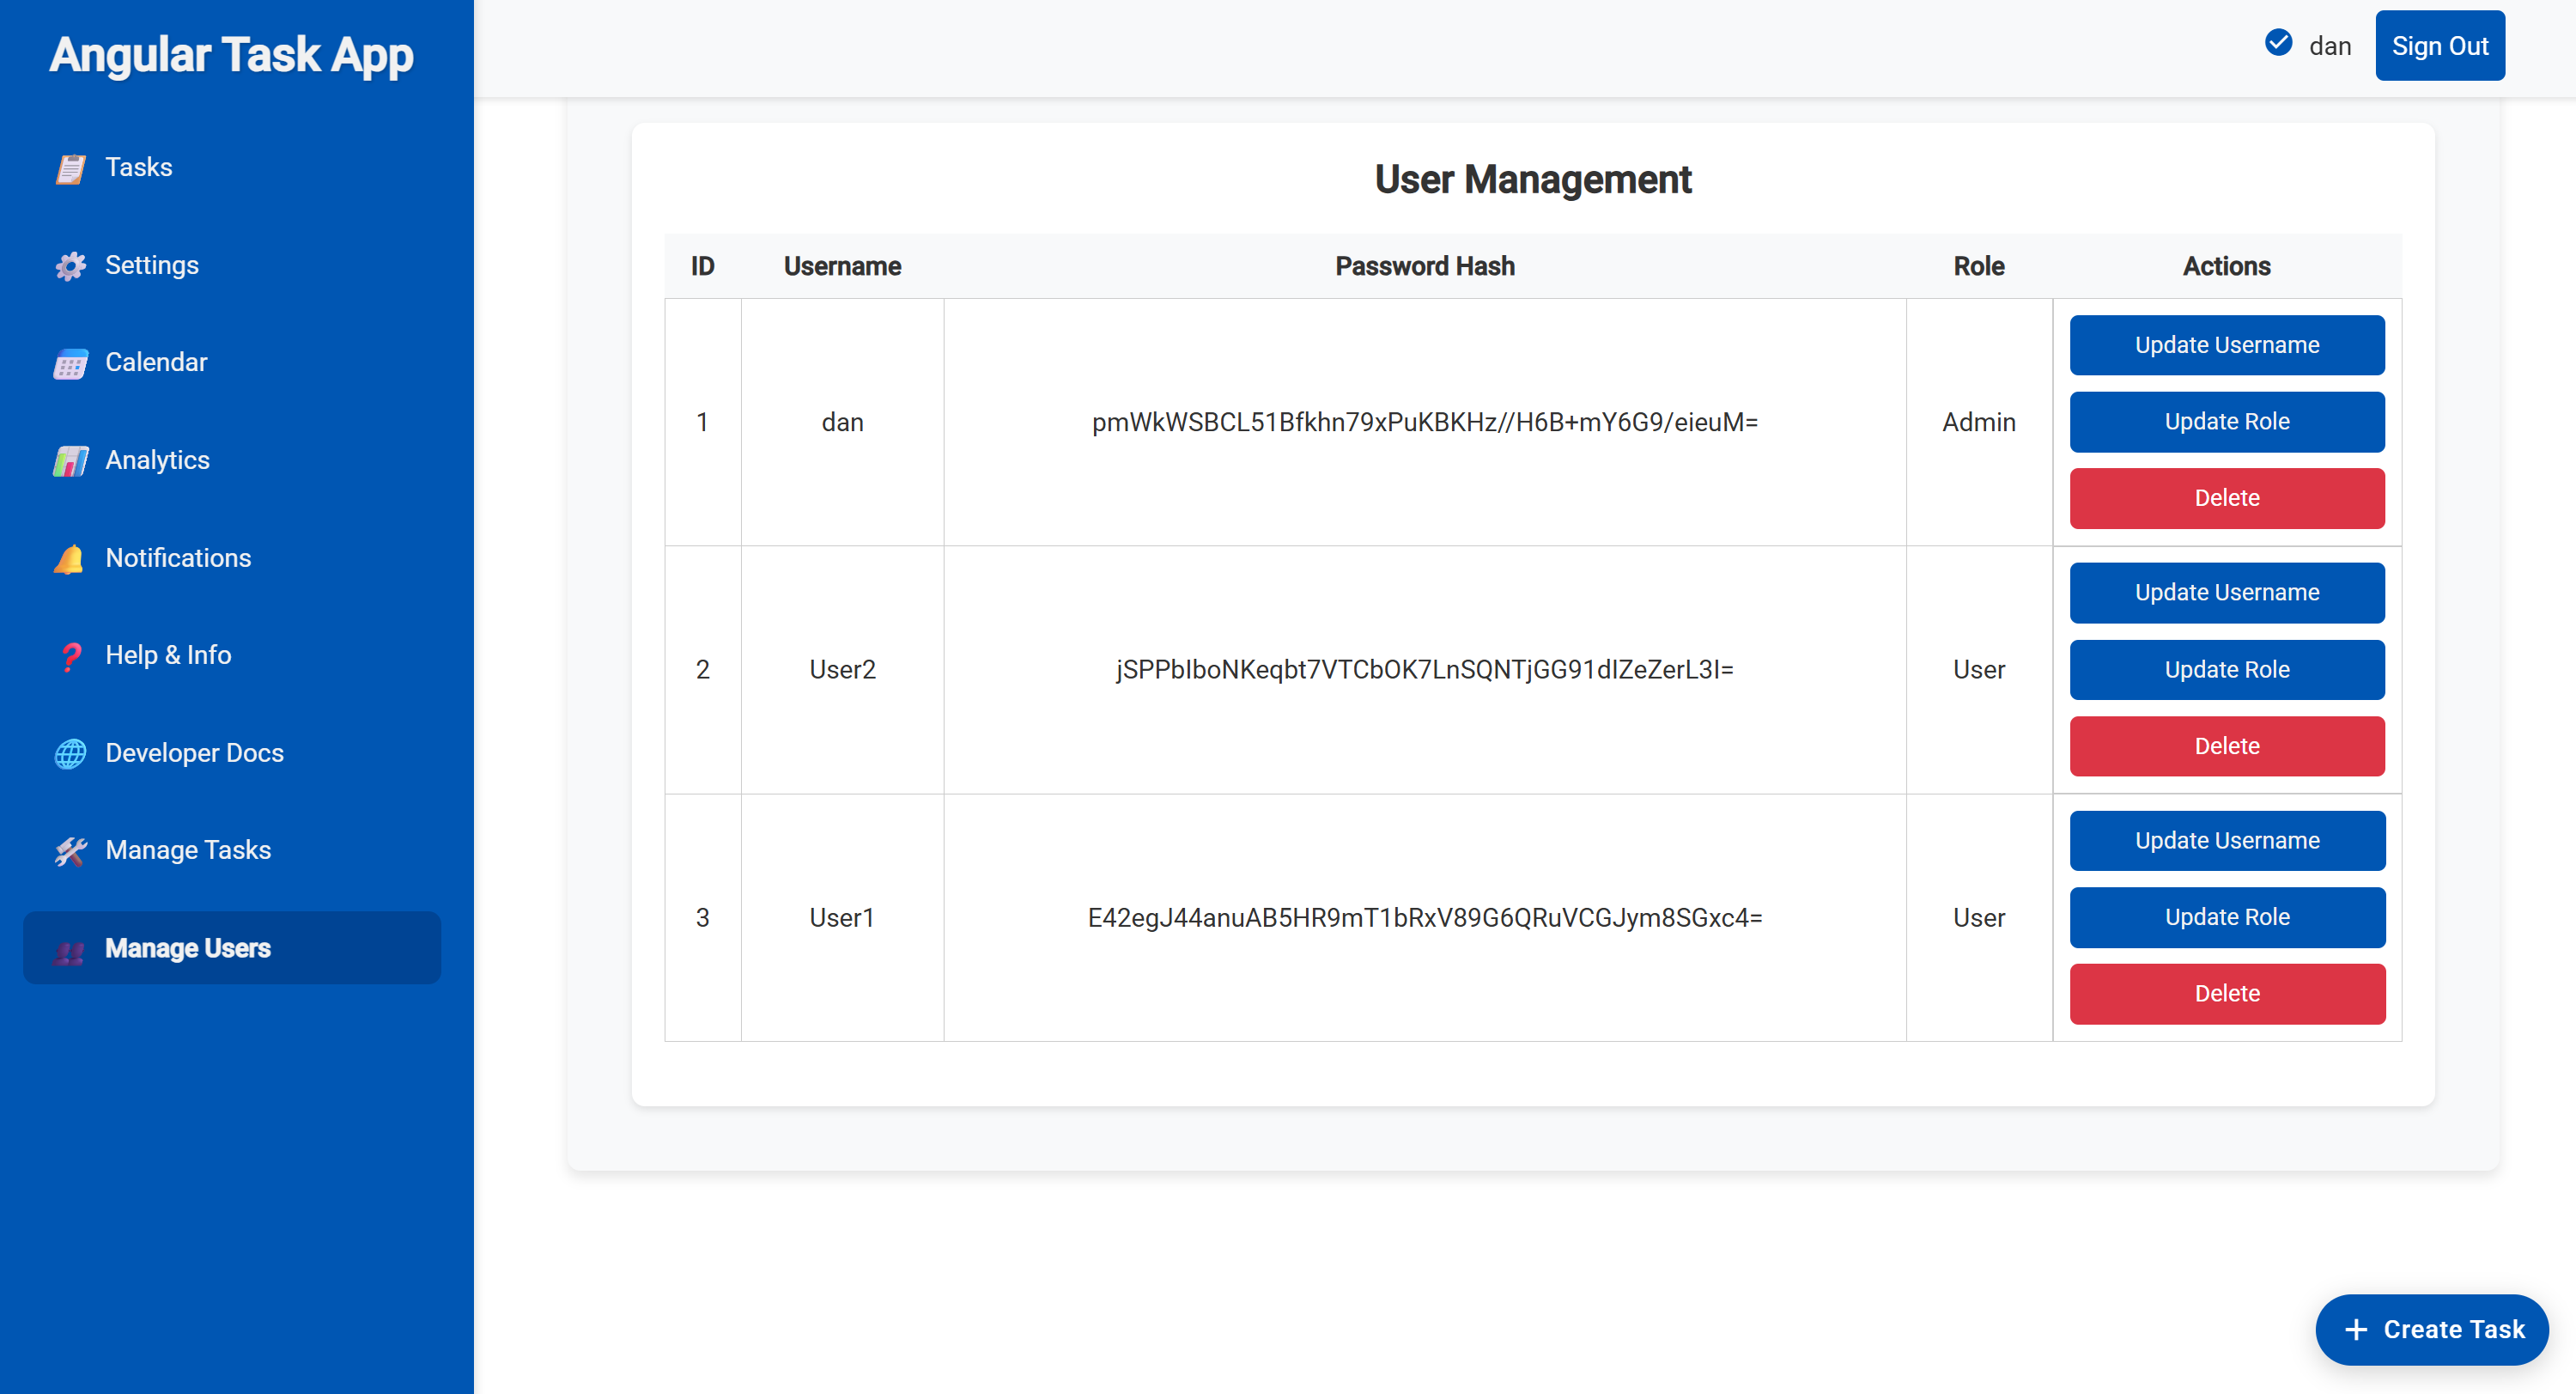 Angular Task App
dan
Sign Out
Tasks
Settings
Calendar
Analytics
Notifications
Help & Info
Developer Docs
Manage Tasks
Manage Users
User Management
ID Username Password Hash Role Actions
1 dan pmWkWSBCL51Bfkhn79xPuKBKHz//H6B+mY6G9/eieuM= Admin
Update Username
Update Role
Delete
2 User2 jSPPbIboNKeqbt7VTCbOK7LnSQNTjGG91dIZeZerL3I= User
Update Username
Update Role
Delete
3 User1 E42egJ44anuAB5HR9mT1bRxV89G6QRuVCGJym8SGxc4= User
Update Username
Update Role
Delete
+ Create Task